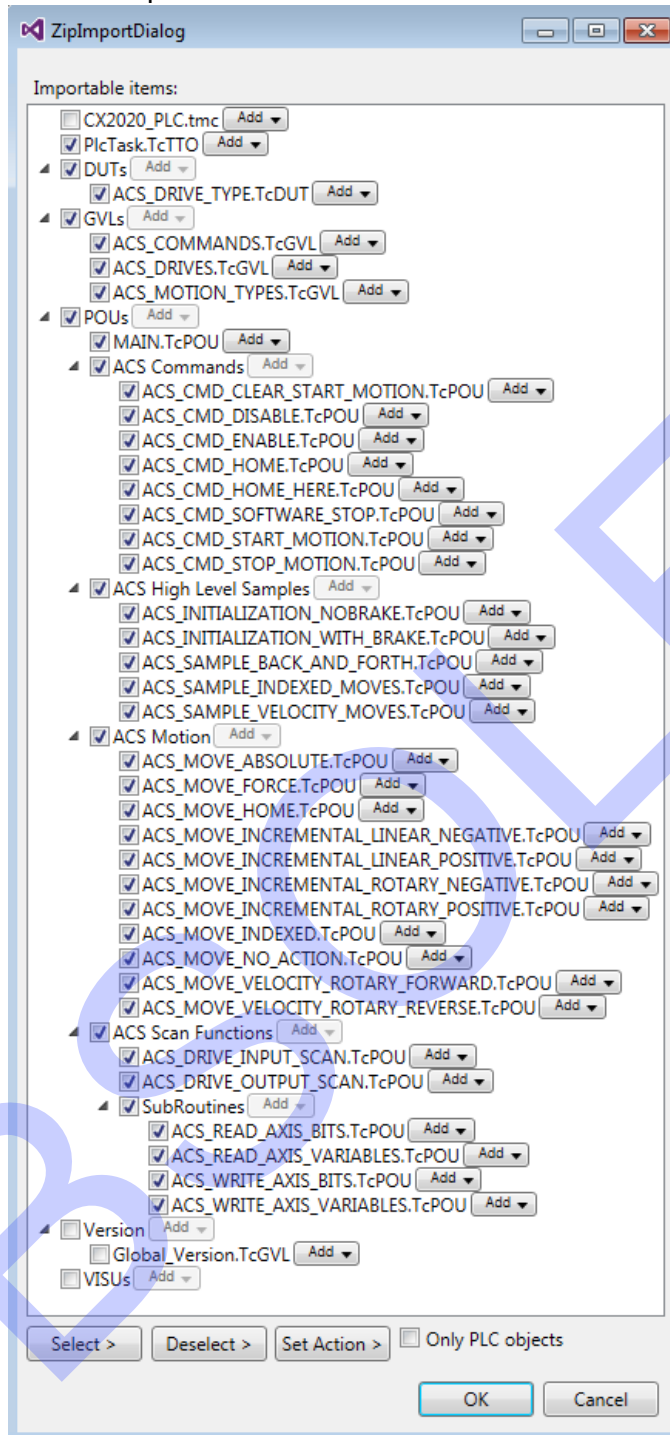 ZipImportDialog
Importable items:
CX2020_PLC.tmc Add
PlcTask.TcTTO Add
DUTs Add
ACS_DRIVE_TYPE.TcDUT Add
GVLs Add
ACS_COMMANDS.TcGVL Add
ACS_DRIVES.TcGVL Add
ACS_MOTION_TYPES.TcGVL Add
POUs Add
MAIN.TcPOU Add
ACS Commands Add
ACS_CMD_CLEAR_START_MOTION.TcPOU Add
ACS_CMD_DISABLE.TcPOU Add
ACS_CMD_ENABLE.TcPOU Add
ACS_CMD_HOME.TcPOU Add
ACS_CMD_HOME_HERE.TcPOU Add
ACS_CMD_SOFTWARE_STOP.TcPOU Add
ACS_CMD_START_MOTION.TcPOU Add
ACS_CMD_STOP_MOTION.TcPOU Add
ACS High Level Samples Add
ACS_INITIALIZATION_NOBRAKE.TcPOU Add
ACS_INITIALIZATION_WITH_BRAKE.TcPOU Add
ACS_SAMPLE_BACK_AND_FORTH.TcPOU Add
ACS_SAMPLE_INDEXED_MOVES.TcPOU Add
ACS_SAMPLE_VELOCITY_MOVES.TcPOU Add
ACS Motion Add
ACS_MOVE_ABSOLUTE.TcPOU Add
ACS_MOVE_FORCE.TcPOU Add
ACS_MOVE_HOME.TcPOU Add
ACS_MOVE_INCREMENTAL_LINEAR_NEGATIVE.TcPOU Add
ACS_MOVE_INCREMENTAL_LINEAR_POSITIVE.TcPOU Add
ACS_MOVE_INCREMENTAL_ROTARY_NEGATIVE.TcPOU Add
ACS_MOVE_INCREMENTAL_ROTARY_POSITIVE.TcPOU Add
ACS_MOVE_INDEXED.TcPOU Add
ACS_MOVE_NO_ACTION.TcPOU Add
ACS_MOVE_VELOCITY_ROTARY_FORWARD.TcPOU Add
ACS_MOVE_VELOCITY_ROTARY_REVERSE.TcPOU Add
ACS Scan Functions Add
ACS_DRIVE_INPUT_SCAN.TcPOU Add
ACS_DRIVE_OUTPUT_SCAN.TcPOU Add
SubRoutines Add
ACS_READ_AXIS_BITS.TcPOU Add
ACS_READ_AXIS_VARIABLES.TcPOU Add
ACS_WRITE_AXIS_BITS.TcPOU Add
ACS_WRITE_AXIS_VARIABLES.TcPOU Add
Version Add
Global_Version.TcGVL Add
VISUs Add
Select > Deselect > Set Action > Only PLC objects
OK Cancel